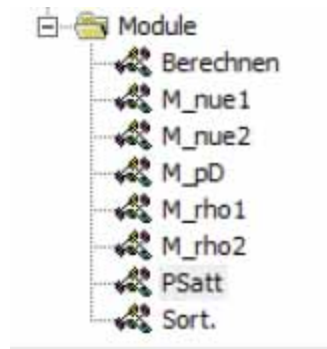 Module
Berechnen
M_nue1
M_nue2
M_pD
M_rho1
M_rho2
PSatt
Sort.